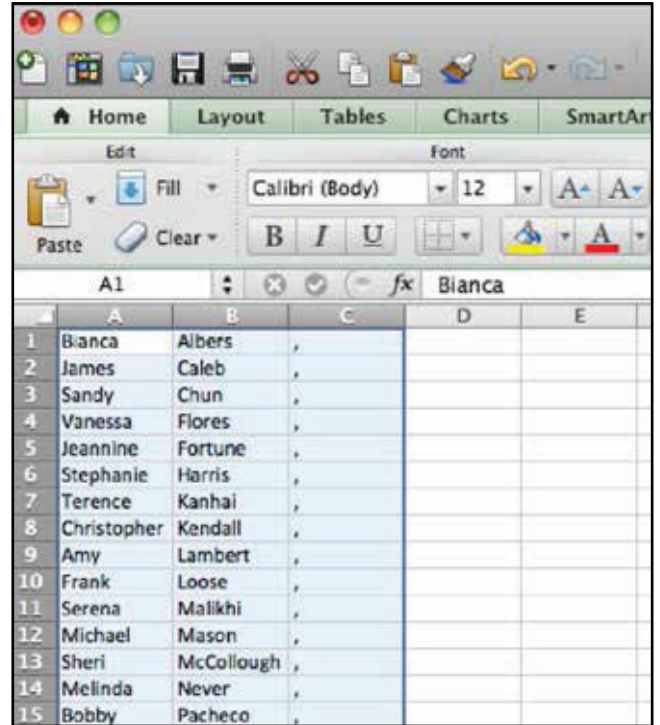 Home Layout Tables Charts SmartAr
Edit Font
Fill Calibri (Body) 12 A A
Paste Clear B I U A
A1 fx Bianca
A B C D E
1 Bianca Albers ,
2 James Caleb ,
3 Sandy Chun ,
4 Vanessa Flores ,
5 Jeannine Fortune ,
6 Stephanie Harris ,
7 Terence Kanhai ,
8 Christopher Kendall ,
9 Amy Lambert ,
10 Frank Loose ,
11 Serena Malikhi ,
12 Michael Mason ,
13 Sheri McCollough ,
14 Melinda Never ,
15 Bobby Pacheco ,